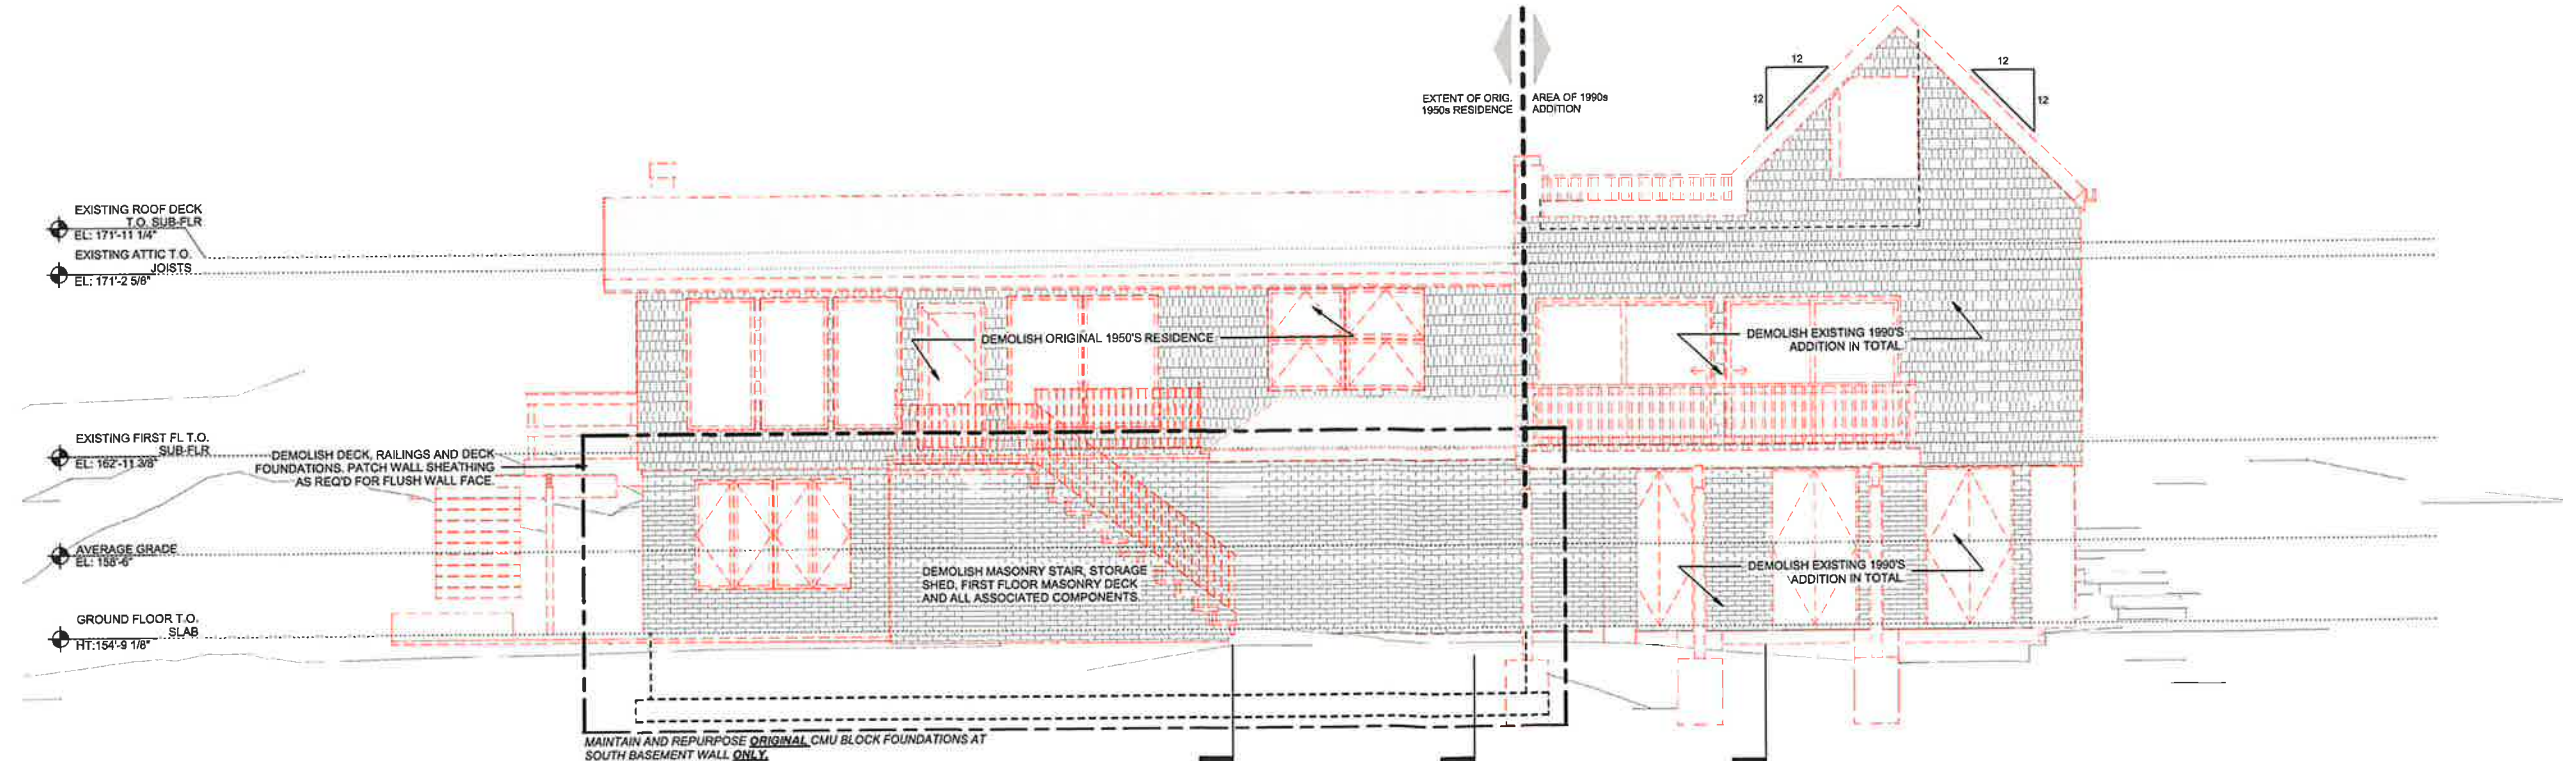 12
12
12
12
EXTENT OF ORIG.
1950s RESIDENCE
AREA OF 1990s
ADDITION
EXISTING ROOF DECK
T.O. SUB-FLR
EL: 171'-11 1/4"
EXISTING ATTIC T.O.
JOISTS
EL: 171'-2 5/8"
DEMOLISH ORIGINAL 1950'S RESIDENCE
DEMOLISH EXISTING 1990'S
ADDITION IN TOTAL
EXISTING FIRST FL T.O.
SUB-FLR
EL: 162'-11 3/8"
DEMOLISH DECK, RAILINGS AND DECK
FOUNDATIONS. PATCH WALL SHEATHING
AS REQ'D FOR FLUSH WALL FACE.
AVERAGE GRADE
EL: 158'-6"
DEMOLISH MASONRY STAIR, STORAGE
SHED, FIRST FLOOR MASONRY DECK
AND ALL ASSOCIATED COMPONENTS.
DEMOLISH EXISTING 1990'S
ADDITION IN TOTAL
GROUND FLOOR T.O.
SLAB
HT:154'-9 1/8"
MAINTAIN AND REPURPOSE ORIGINAL CMU BLOCK FOUNDATIONS AT
SOUTH BASEMENT WALL ONLY.